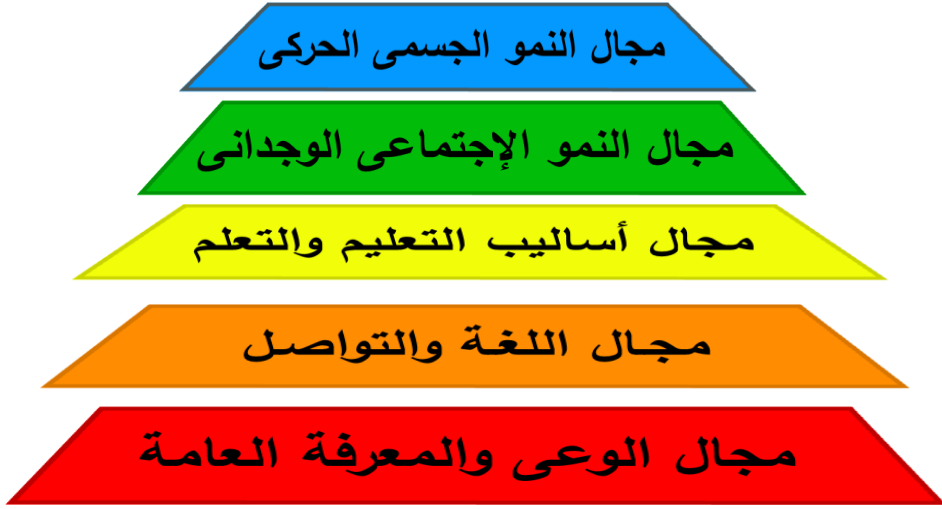 مجال النمو الجسمى الحركى
مجال النمو الإجتماعى الوجدانى
مجال أساليب التعليم والتعلم
مجال اللغة والتواصل
مجال الوعى والمعرفة العامة